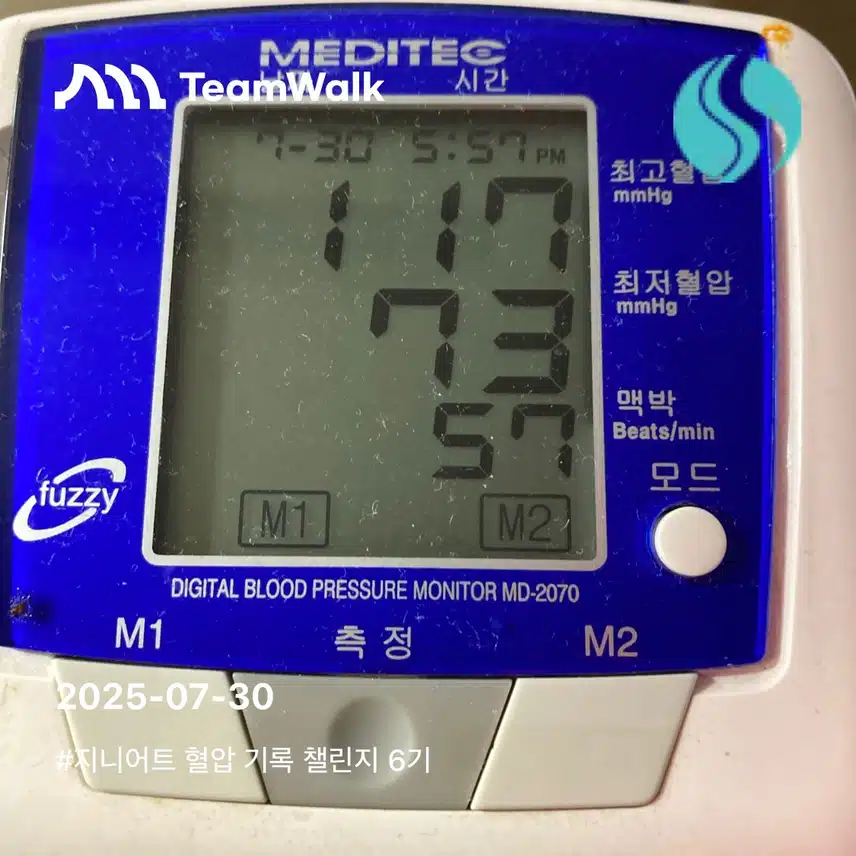 MEDITEC
TeamWalk
시간
7-30 5:57 PM
117
최고혈압
mmHg
73
최저혈압
mmHg
57
맥박
Beats/min
모드
fuzzy
M1 M2
DIGITAL BLOOD PRESSURE MONITOR MD-2070
M1 측정 M2
2025-07-30
#지니어트 혈압 기록 챌린지 6기